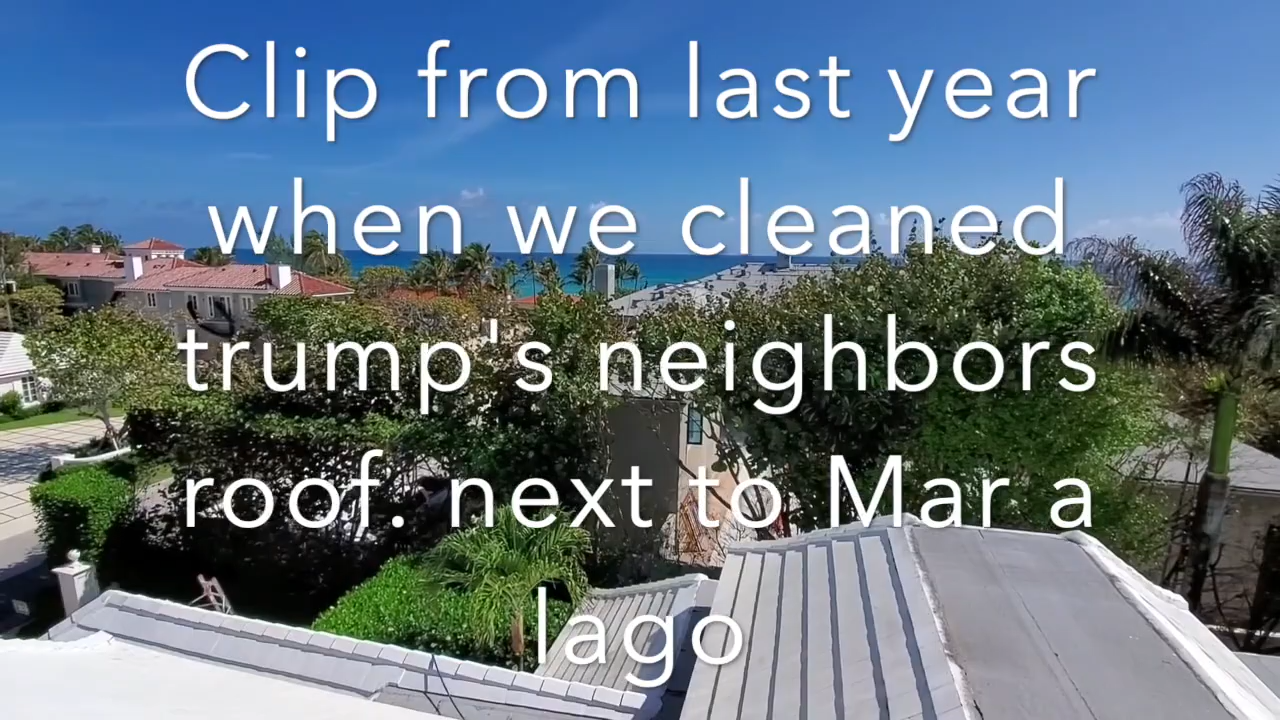 Clip from last year
when we cleaned
trump's neighbors
roof. next to Mar a
lago